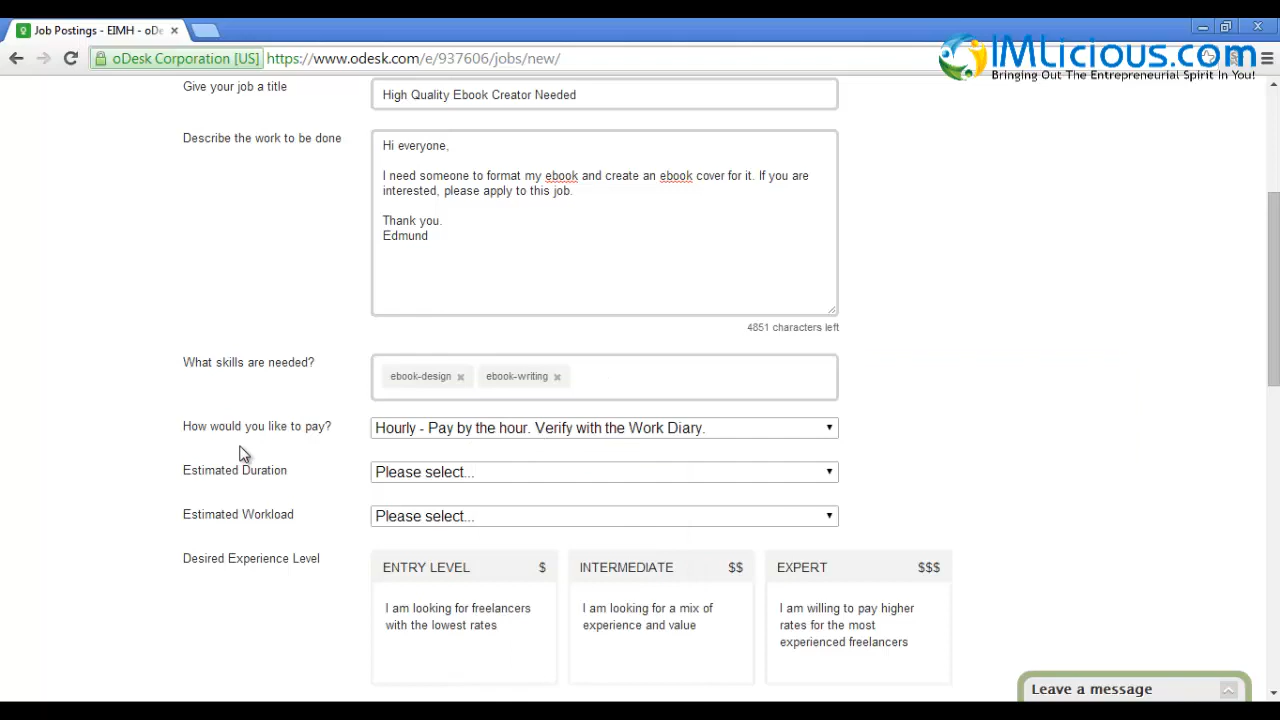 Job Postings - EIMH - oDe
oDesk Corporation [US]
https://www.odesk.com/e/937606/jobs/new/
IMLicious.com
Bringing Out The Entrepreneurial Spirit In You!
Give your job a title
High Quality Ebook Creator Needed
Describe the work to be done
Hi everyone,
I need someone to format my ebook and create an ebook cover for it. If you are
interested, please apply to this job.
Thank you.
Edmund
4851 characters left
What skills are needed?
ebook-design
ebook-writing
How would you like to pay?
Hourly - Pay by the hour. Verify with the Work Diary.
Estimated Duration
Please select...
Estimated Workload
Please select...
Desired Experience Level
ENTRY LEVEL $
I am looking for freelancers
with the lowest rates
INTERMEDIATE $$
I am looking for a mix of
experience and value
EXPERT $$$
I am willing to pay higher
rates for the most
experienced freelancers
Leave a message